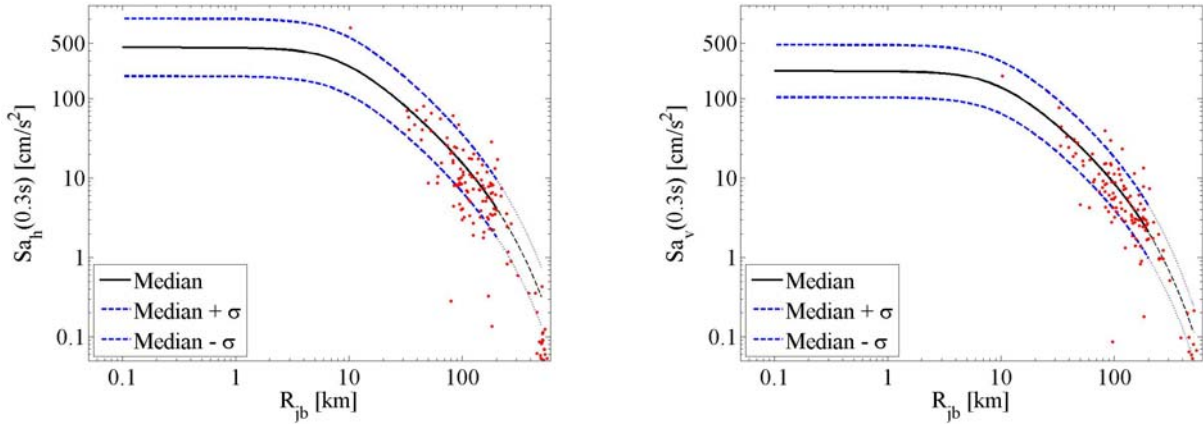 Sa_h(0.3s) [cm/s²]
500
100
10
1
0.1
Median
Median + σ
Median - σ
0.1 1 10 100
R_jb [km]
Sa_v(0.3s) [cm/s²]
500
100
10
1
0.1
Median
Median + σ
Median - σ
0.1 1 10 100
R_jb [km]